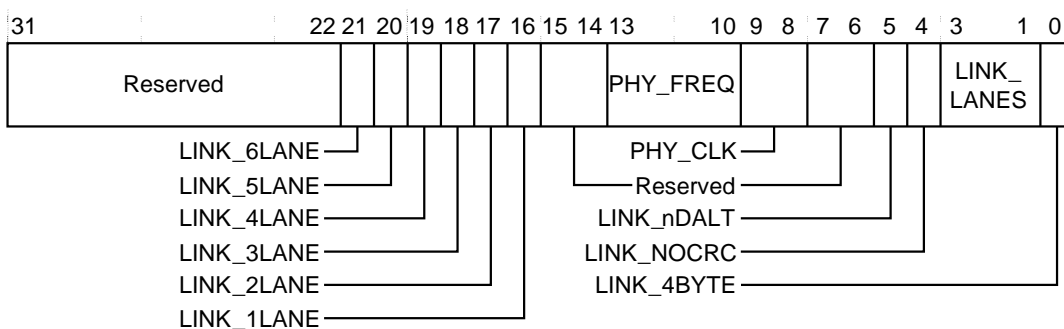 31 22 21 20 19 18 17 16 15 14 13 10 9 8 7 6 5 4 3 1 0
Reserved PHY_FREQ LINK_
LANES
LINK_6LANE PHY_CLK
LINK_5LANE Reserved
LINK_4LANE LINK_nDALT
LINK_3LANE LINK_NOCRC
LINK_2LANE LINK_4BYTE
LINK_1LANE